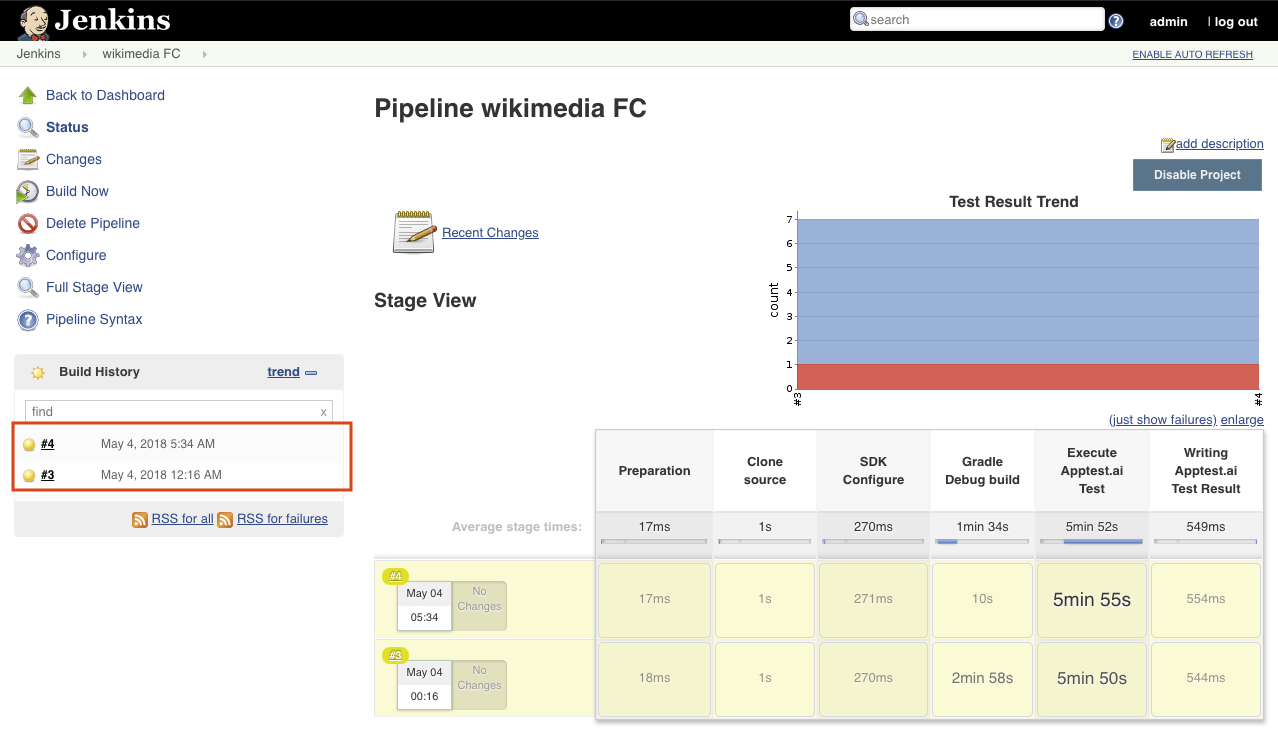 Jenkins
search
admin
| log out
Jenkins
wikimedia FC
ENABLE AUTO REFRESH
Back to Dashboard
Status
Changes
Build Now
Delete Pipeline
Configure
Full Stage View
Pipeline Syntax
Build History
trend
find
x
#4 May 4, 2018 5:34 AM
#3 May 4, 2018 12:16 AM
RSS for all RSS for failures
Pipeline wikimedia FC
add description
Disable Project
Recent Changes
Test Result Trend
count
7
6
5
4
3
2
1
0
#3
#4
(just show failures) enlarge
Stage View
Preparation
Clone
source
SDK
Configure
Gradle
Debug build
Execute
Apptest.ai
Test
Writing
Apptest.ai
Test Result
Average stage times:
17ms
1s
270ms
1min 34s
5min 52s
549ms
#4
May 04
05:34
No
Changes
17ms
1s
271ms
10s
5min 55s
554ms
#3
May 04
00:16
No
Changes
18ms
1s
270ms
2min 58s
5min 50s
544ms